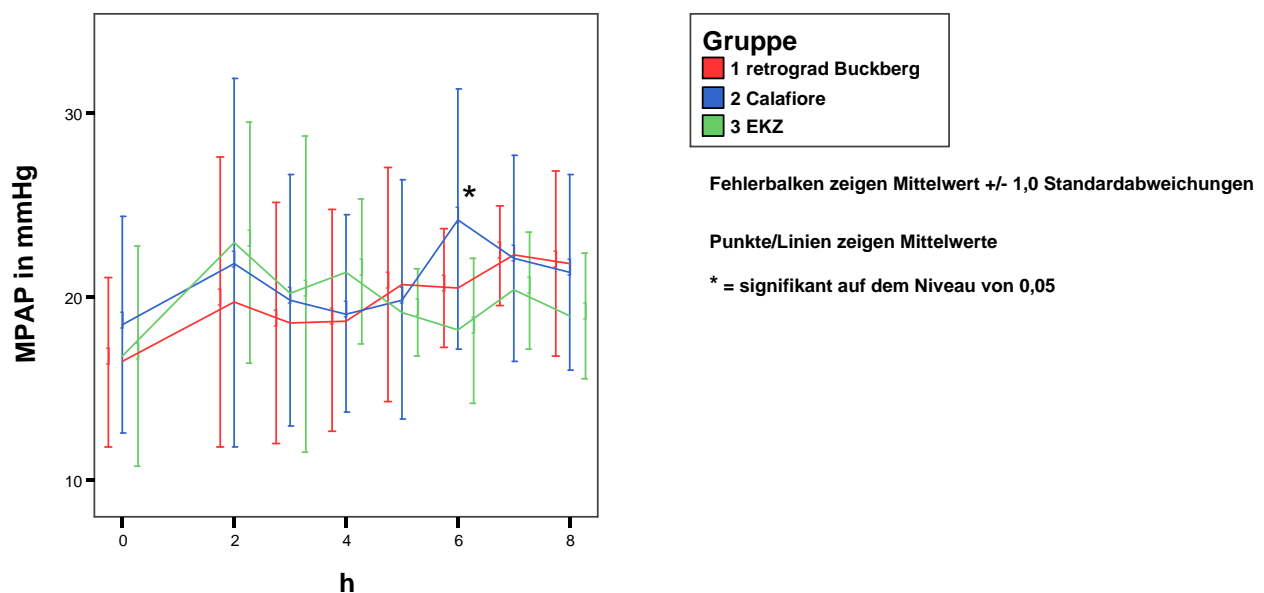 30
20
10
MPAP in mmHg
0
2
4
6
8
h
*
Gruppe
1 retrograd Buckberg
2 Calafiore
3 EKZ
Fehlerbalken zeigen Mittelwert +/- 1,0 Standardabweichungen
Punkte/Linien zeigen Mittelwerte
* = signifikant auf dem Niveau von 0,05